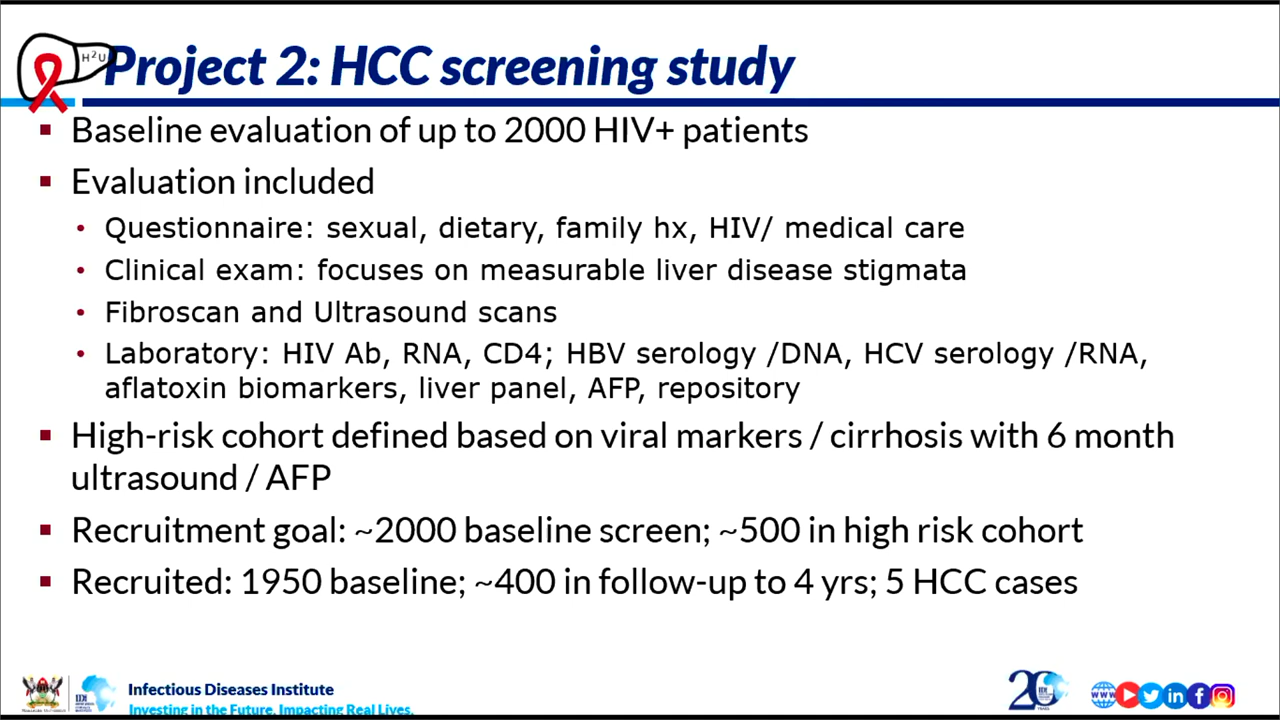 H²U
Project 2: HCC screening study
Baseline evaluation of up to 2000 HIV+ patients
Evaluation included
Questionnaire: sexual, dietary, family hx, HIV/ medical care
Clinical exam: focuses on measurable liver disease stigmata
Fibroscan and Ultrasound scans
Laboratory: HIV Ab, RNA, CD4; HBV serology /DNA, HCV serology /RNA,
aflatoxin biomarkers, liver panel, AFP, repository
High-risk cohort defined based on viral markers / cirrhosis with 6 month
ultrasound / AFP
Recruitment goal: ~2000 baseline screen; ~500 in high risk cohort
Recruited: 1950 baseline; ~400 in follow-up to 4 yrs; 5 HCC cases
Infectious Diseases Institute
Investing in the Future. Impacting Real Lives.
IDI
20
YEARS